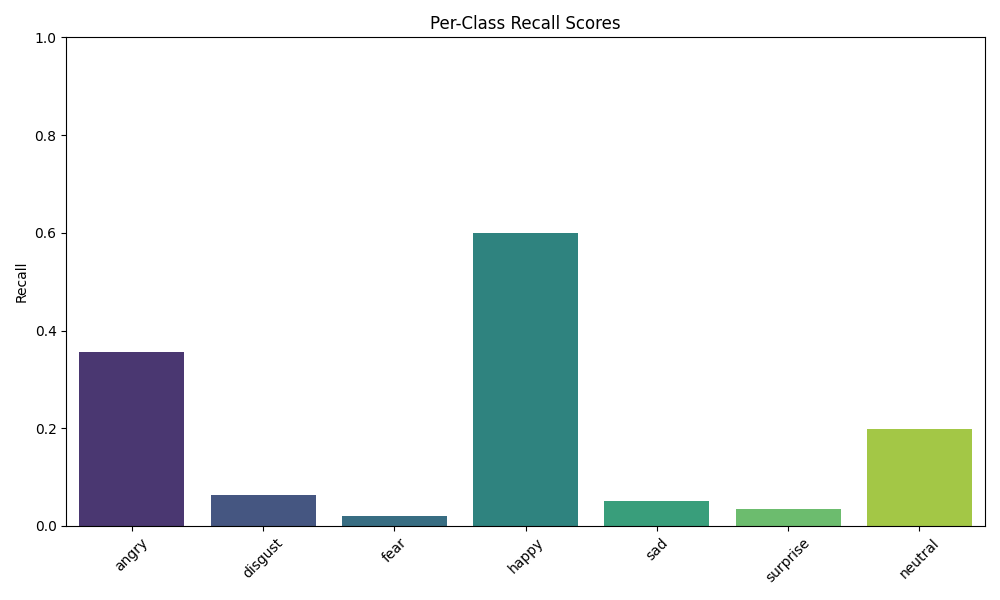 Per-Class Recall Scores
1.0
0.8
0.6
0.4
0.2
0.0
Recall
angry
disgust
fear
happy
sad
surprise
neutral